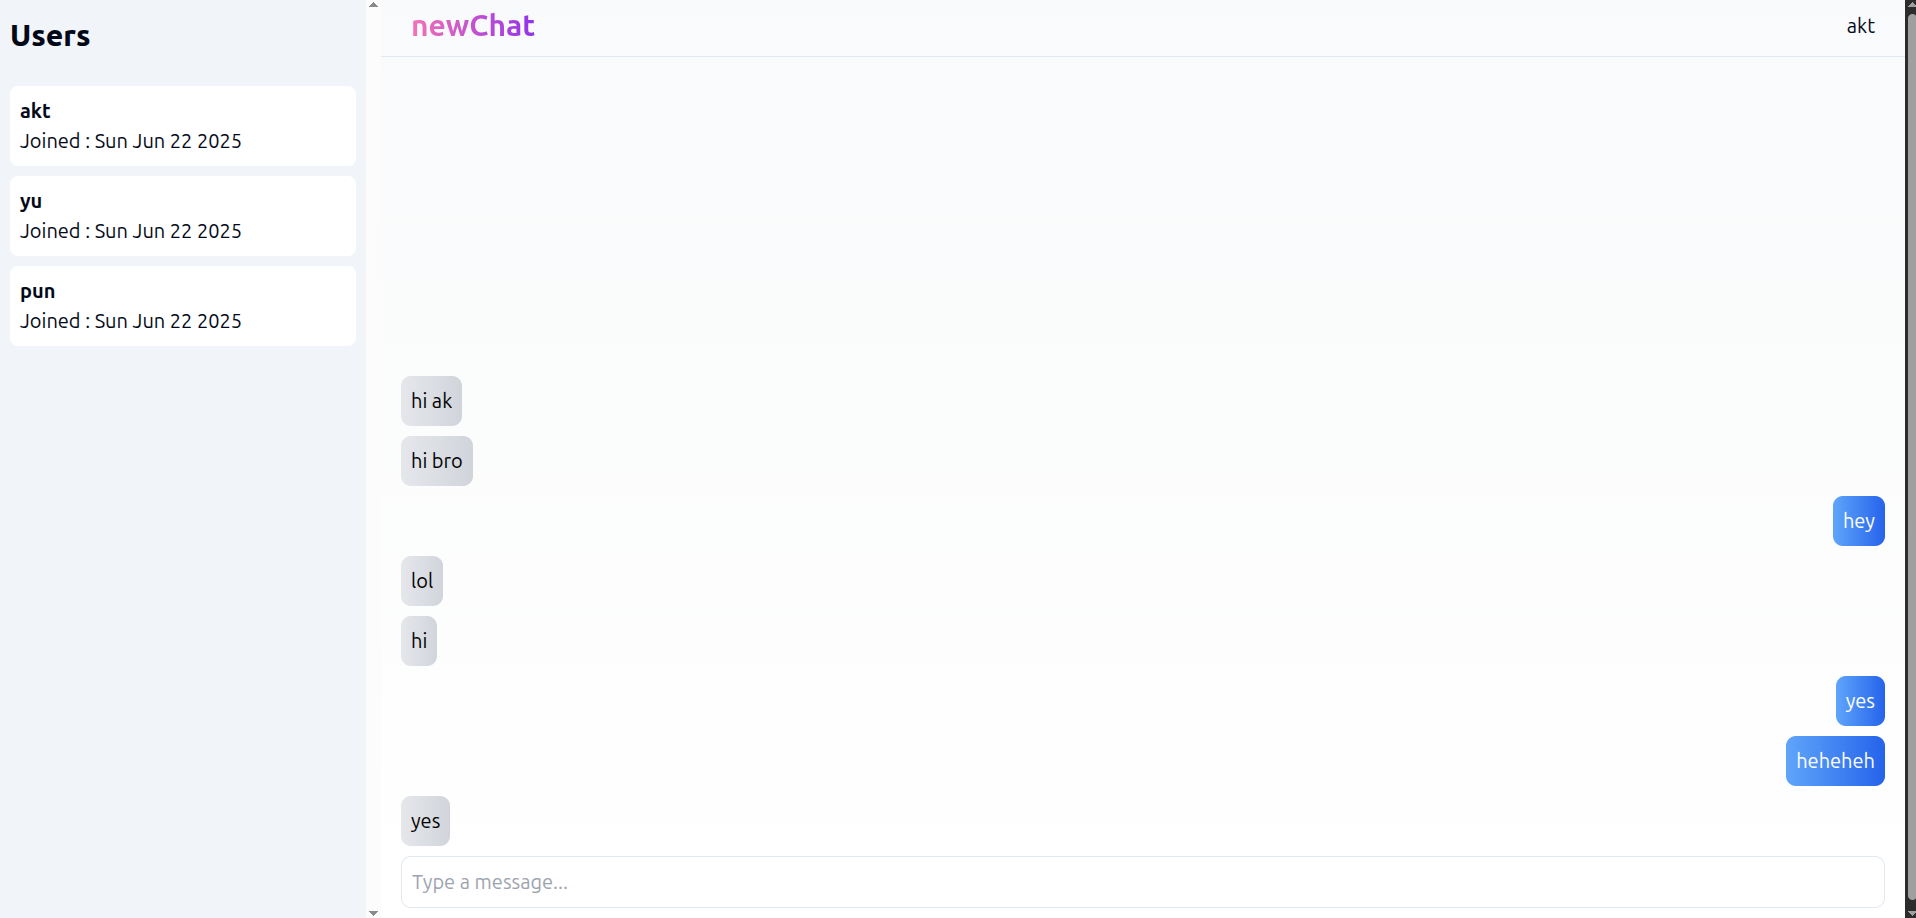 Users
akt
Joined : Sun Jun 22 2025
yu
Joined : Sun Jun 22 2025
pun
Joined : Sun Jun 22 2025
newChat
akt
hi ak
hi bro
hey
lol
hi
yes
heheheh
yes
Type a message...